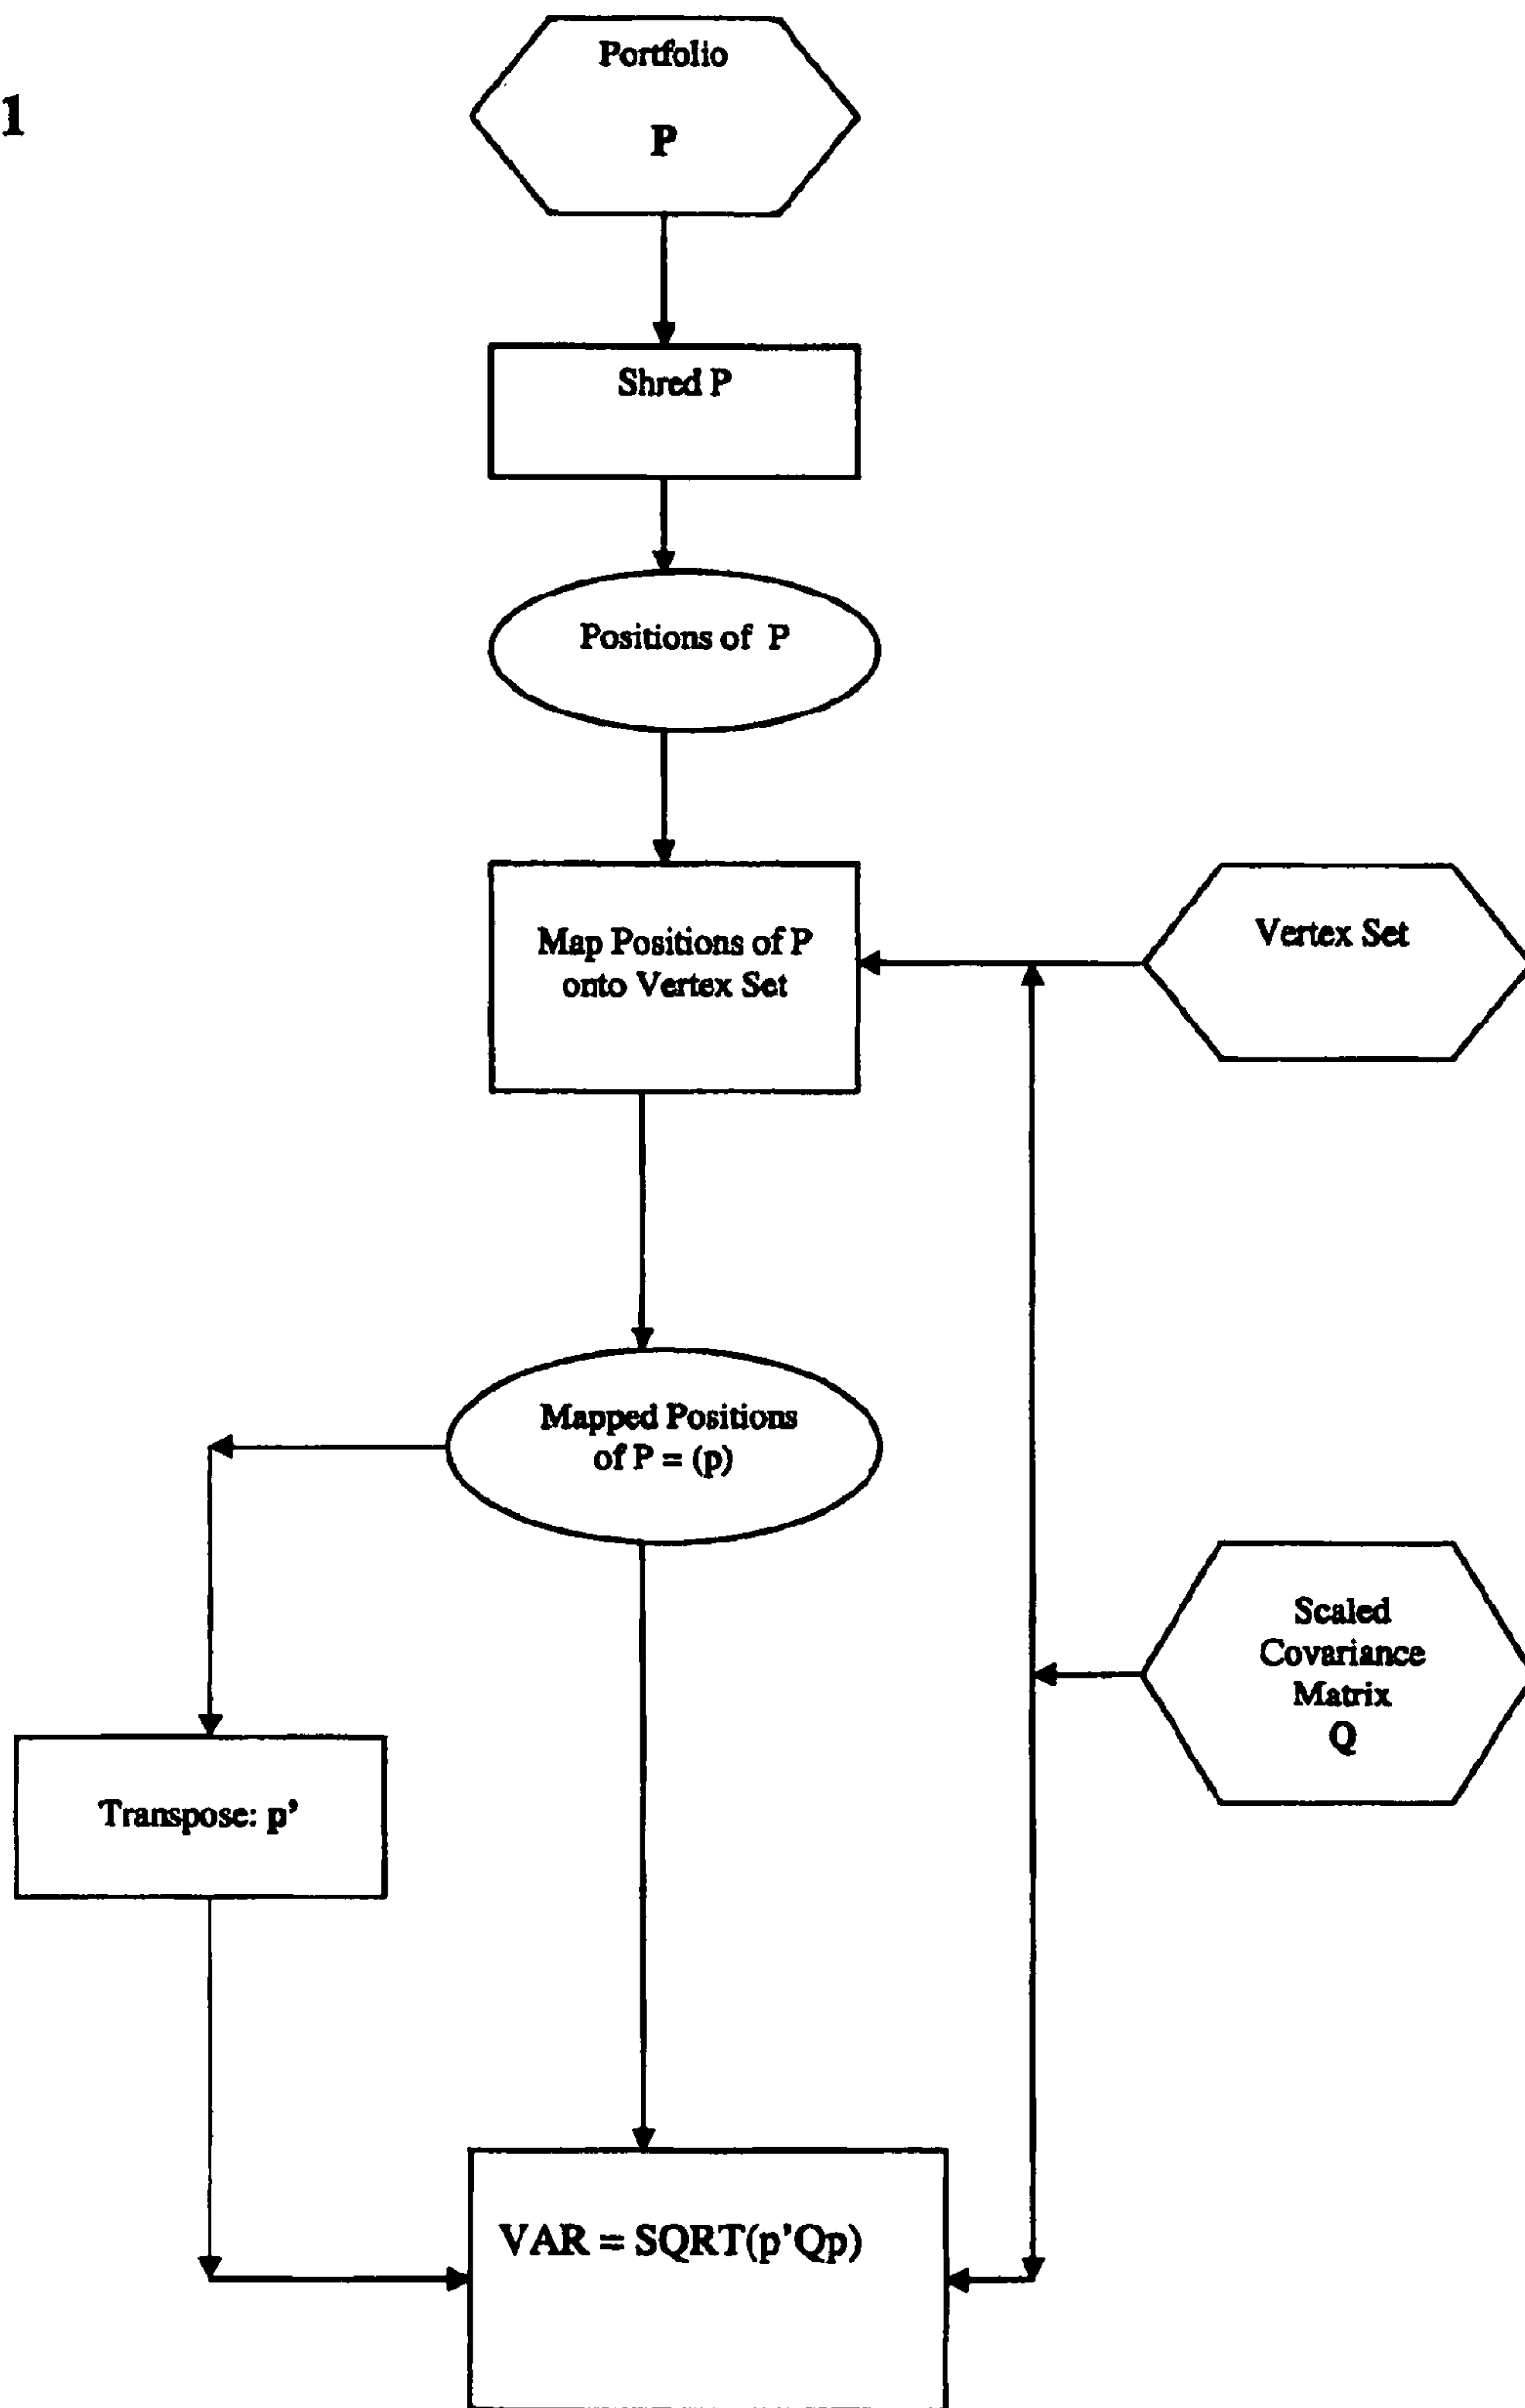 1
Portfolio
P
Shred P
Positions of P
Map Positions of P
onto Vertex Set
Vertex Set
Mapped Positions
of P = (p)
Scaled
Covariance
Matrix
Q
Transpose: p'
VAR = SQRT(p'Qp)